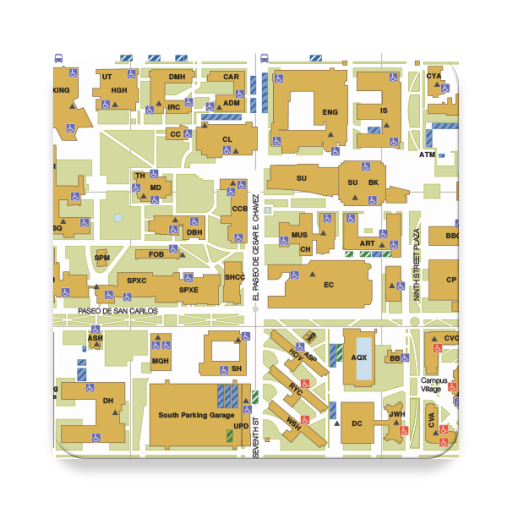 KING
UT
HGH
DMH
IRC
CAR
ADM
ENG
IS
CYA
CC
CL
ATM
TH
MD
SU
SU BK
CCB
DBH
SQ
MUS
CH
ART
BBC
SPM
FOB
SPXC
SPXE
SHCC
EC
CP
EL PASEO DE CESAR E. CHAVEZ
NINTH STREET PLAZA
PASEO DE SAN CARLOS
ASH
MQH
SH
HOV
ASP
AQX
BB
CVC
Campus
Village
RYC
DH
South Parking Garage
UPD
WSH
DC
JWH
CVA
SEVENTH ST